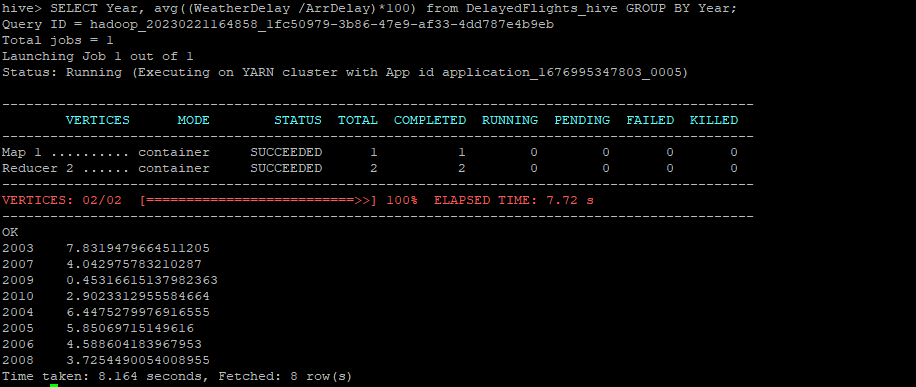 hive> SELECT Year, avg((WeatherDelay /ArrDelay)*100) from DelayedFlights_hive GROUP BY Year;
Query ID = hadoop_20230221164858_1fc50979-3b86-47e9-af33-4dd787e4b9eb
Total jobs = 1
Launching Job 1 out of 1
Status: Running (Executing on YARN cluster with App id application_1676995347803_0005)
----------------------------------------------------------------------------------------------
VERTICES MODE STATUS TOTAL COMPLETED RUNNING PENDING FAILED KILLED
----------------------------------------------------------------------------------------------
Map 1 .......... container SUCCEEDED 1 1 0 0 0 0
Reducer 2 ...... container SUCCEEDED 2 2 0 0 0 0
----------------------------------------------------------------------------------------------
VERTICES: 02/02 [==========================>>] 100% ELAPSED TIME: 7.72 s
----------------------------------------------------------------------------------------------
OK
2003 7.8319479664511205
2007 4.042975783210287
2009 0.45316615137982363
2010 2.9023312955584664
2004 6.4475279976916555
2005 5.85069715149616
2006 4.588604183967953
2008 3.7254490054008955
Time taken: 8.164 seconds, Fetched: 8 row(s)